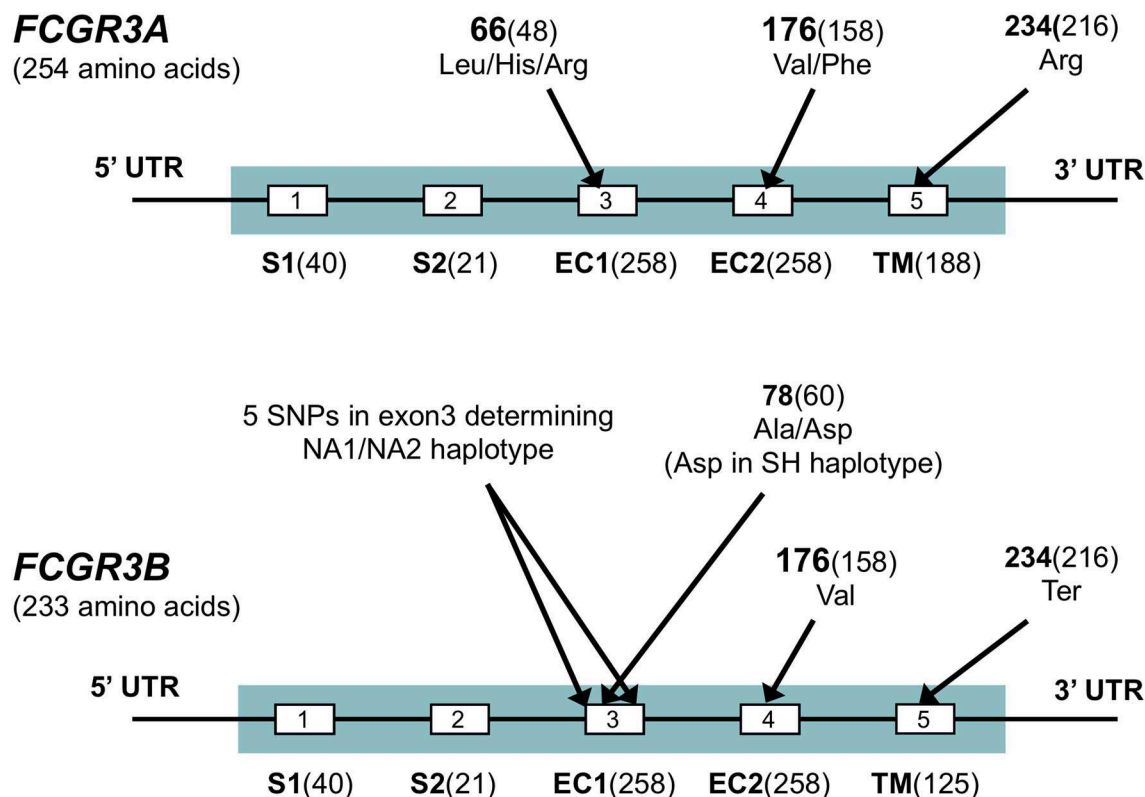 FCGR3A
(254 amino acids)
66(48)
Leu/His/Arg
176(158)
Val/Phe
234(216)
Arg
5’ UTR
3’ UTR
1
2
3
4
5
S1(40)
S2(21)
EC1(258)
EC2(258)
TM(188)
5 SNPs in exon3 determining
NA1/NA2 haplotype
78(60)
Ala/Asp
(Asp in SH haplotype)
FCGR3B
(233 amino acids)
176(158)
Val
234(216)
Ter
5’ UTR
3’ UTR
1
2
3
4
5
S1(40)
S2(21)
EC1(258)
EC2(258)
TM(125)